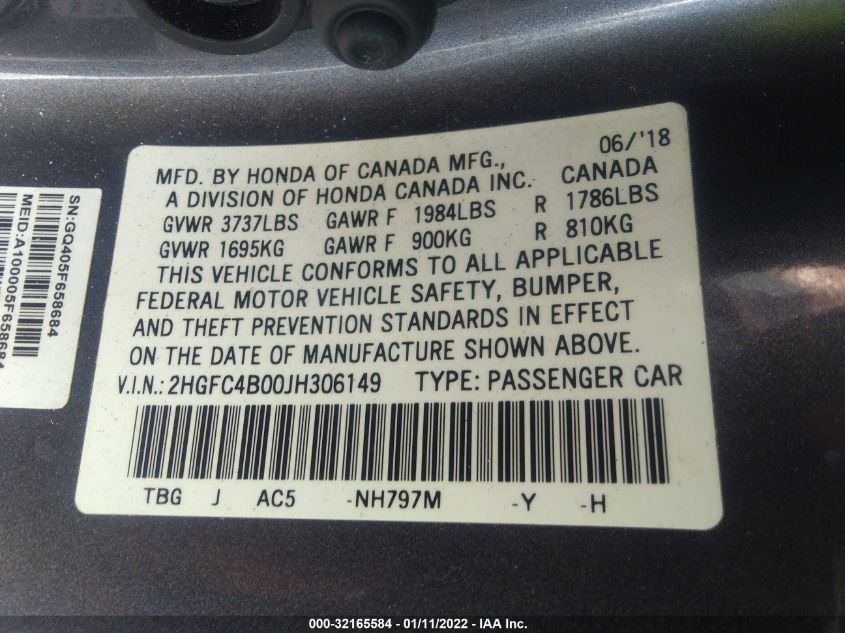 06/'18
MFD. BY HONDA OF CANADA MFG., CANADA
A DIVISION OF HONDA CANADA INC.
GVWR 3737LBS GAWR F 1984LBS R 1786LBS
GVWR 1695KG GAWR F 900KG R 810KG
THIS VEHICLE CONFORMS TO ALL APPLICABLE
FEDERAL MOTOR VEHICLE SAFETY, BUMPER,
AND THEFT PREVENTION STANDARDS IN EFFECT
ON THE DATE OF MANUFACTURE SHOWN ABOVE.
V.I.N.: 2HGFC4B00JH306149 TYPE: PASSENGER CAR
TBG J AC5 -NH797M -Y -H
SN:GQ405F658684
MEID:A100005F658684
000-32165584 - 01/11/2022 - IAA Inc.